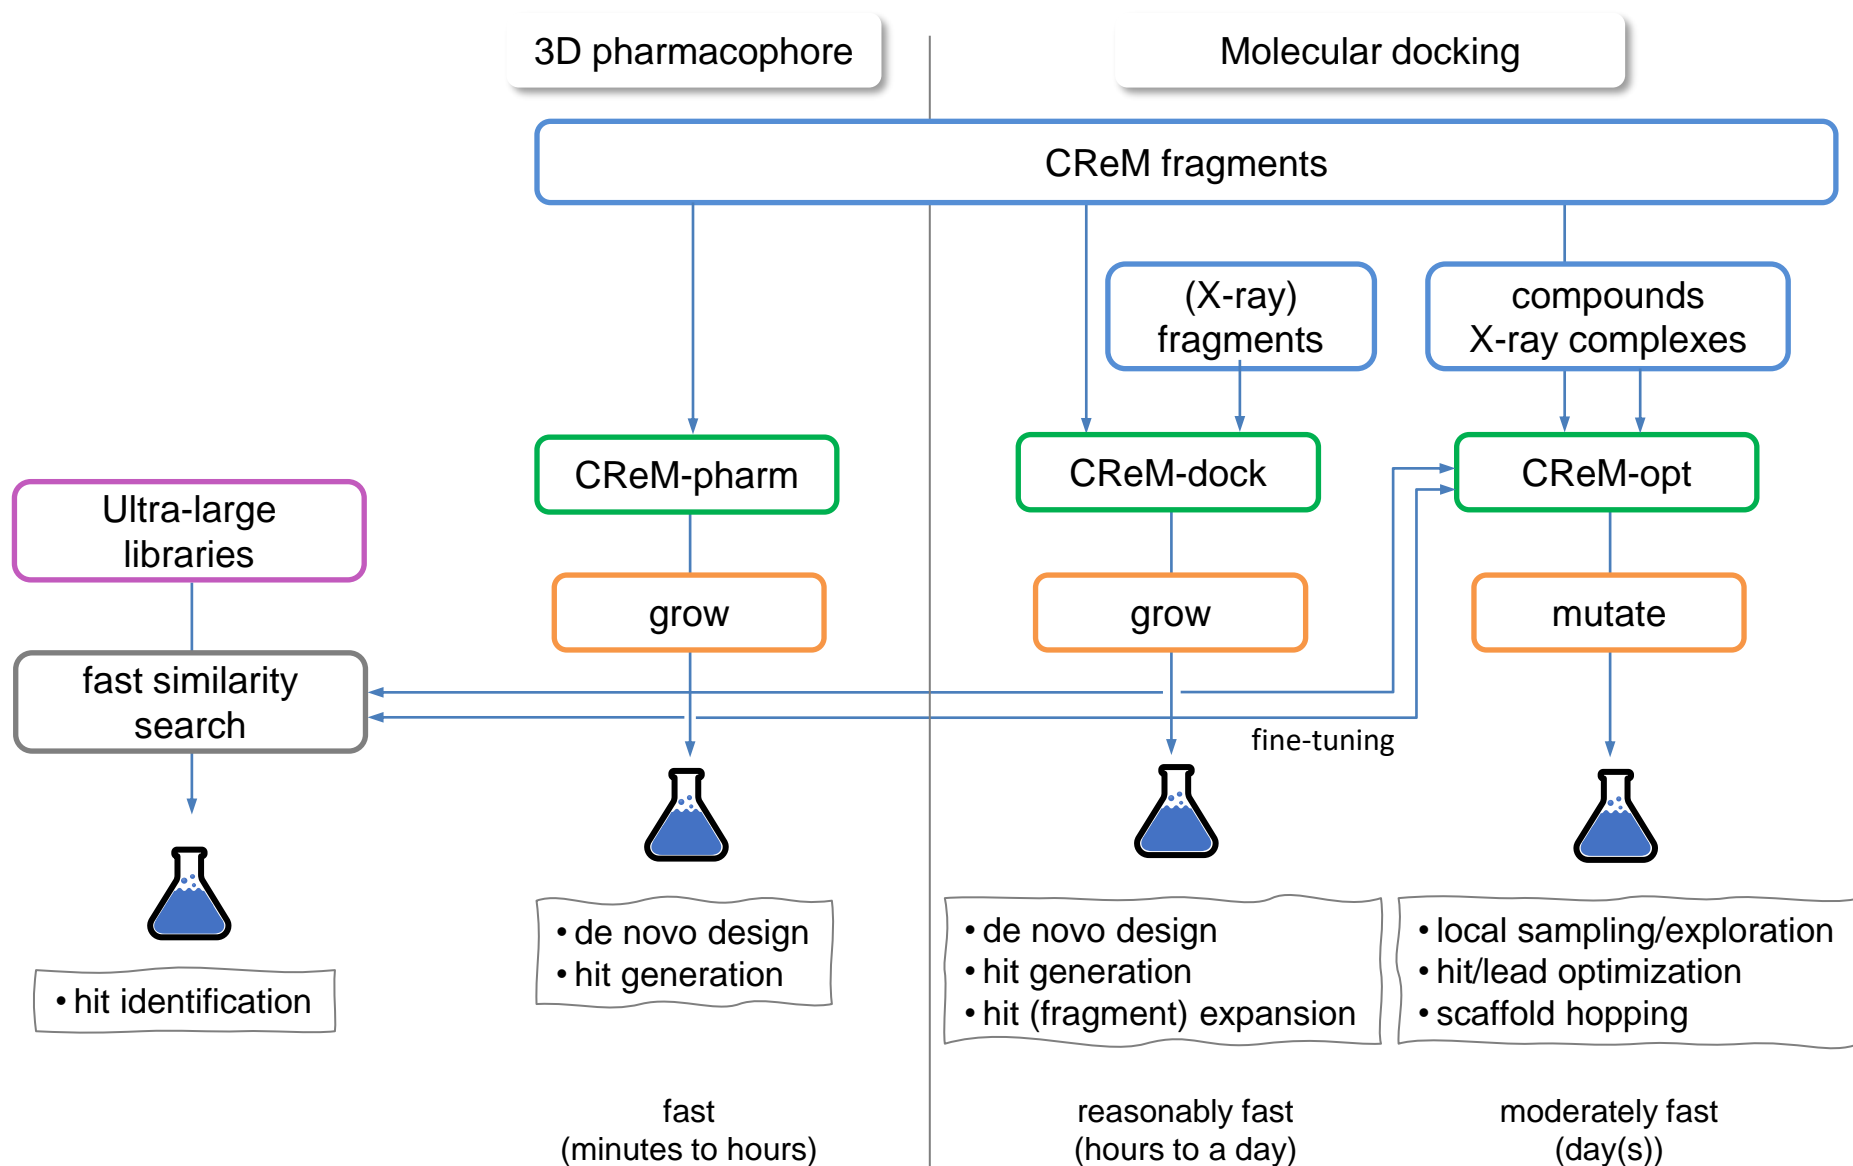 3D pharmacophore
Molecular docking
CReM fragments
(X-ray)
fragments
compounds
X-ray complexes
CReM-pharm
CReM-dock
CReM-opt
Ultra-large
libraries
grow
grow
mutate
fast similarity
search
fine-tuning
• hit identification
• de novo design
• hit generation
• de novo design
• hit generation
• hit (fragment) expansion
• local sampling/exploration
• hit/lead optimization
• scaffold hopping
fast
(minutes to hours)
reasonably fast
(hours to a day)
moderately fast
(day(s))